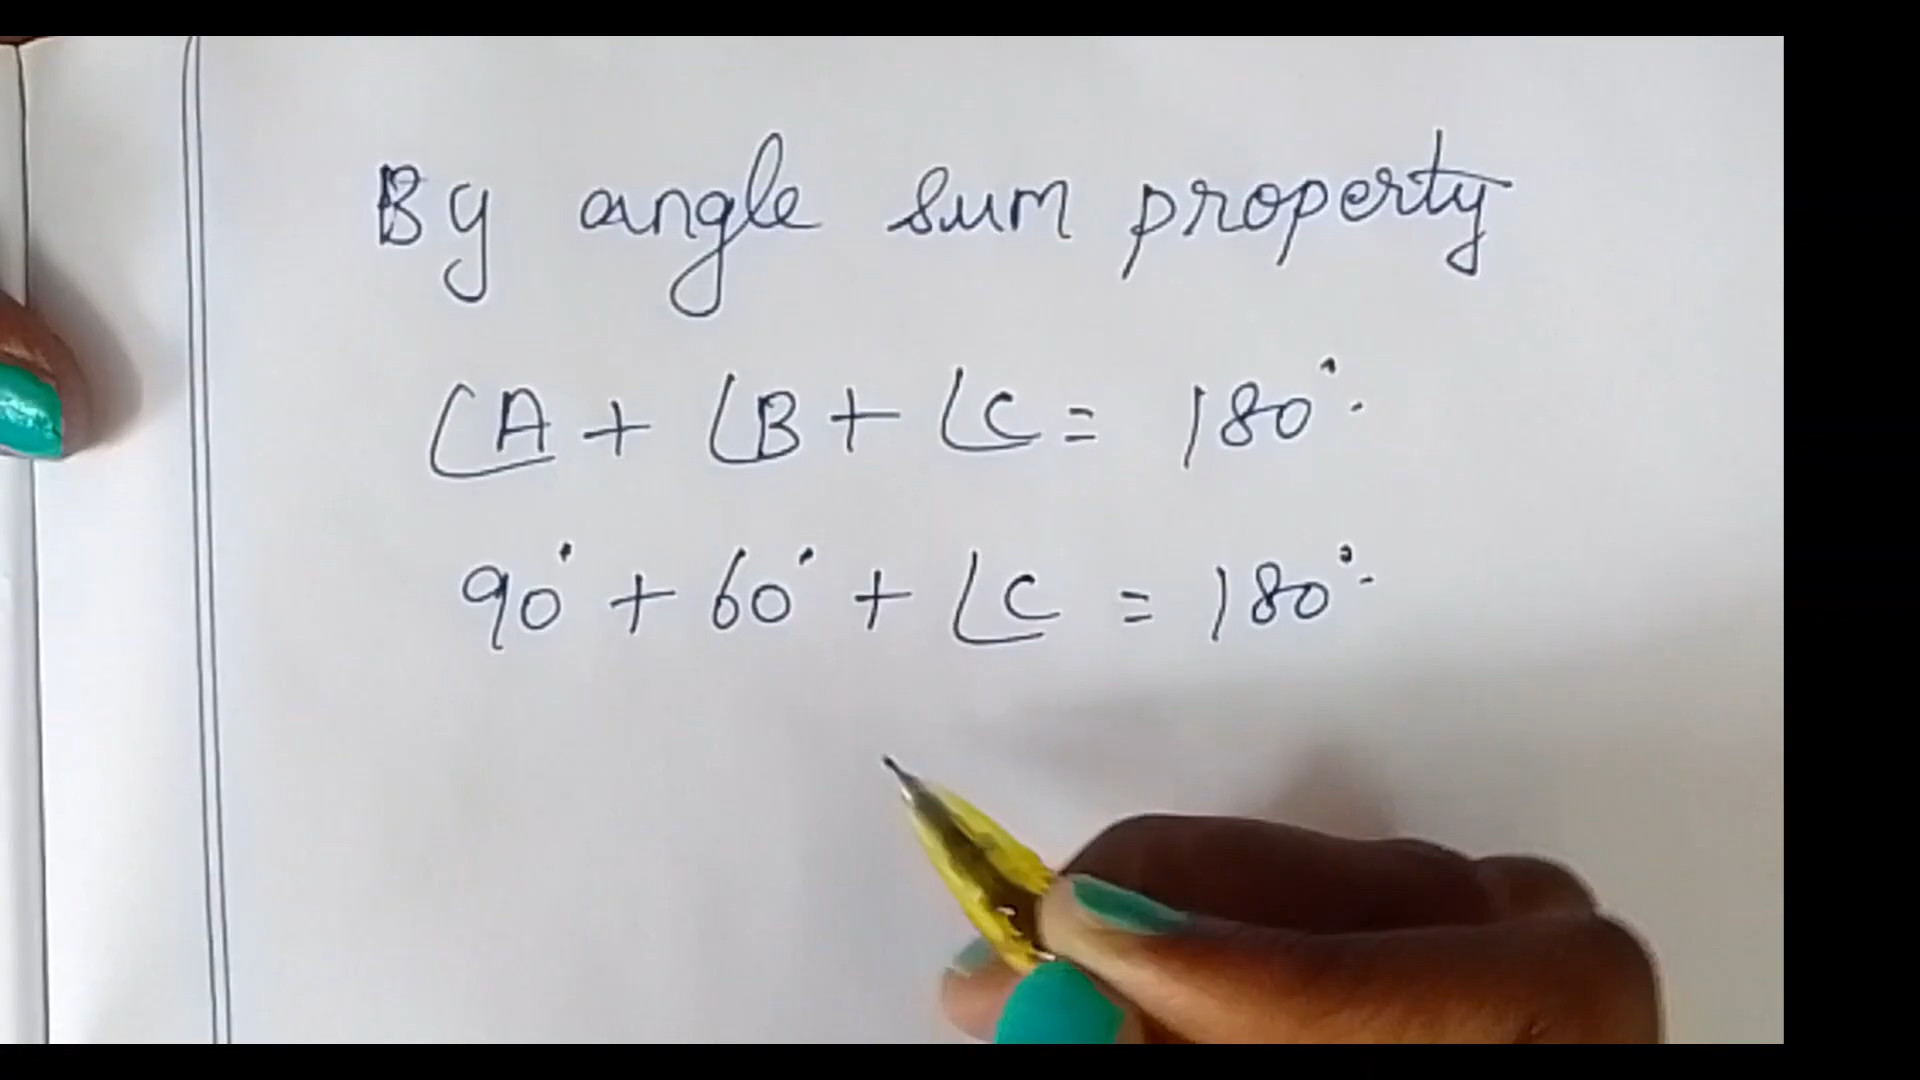 By angle sum property
∠A + ∠B + ∠C = 180°.
90° + 60° + ∠C = 180°.